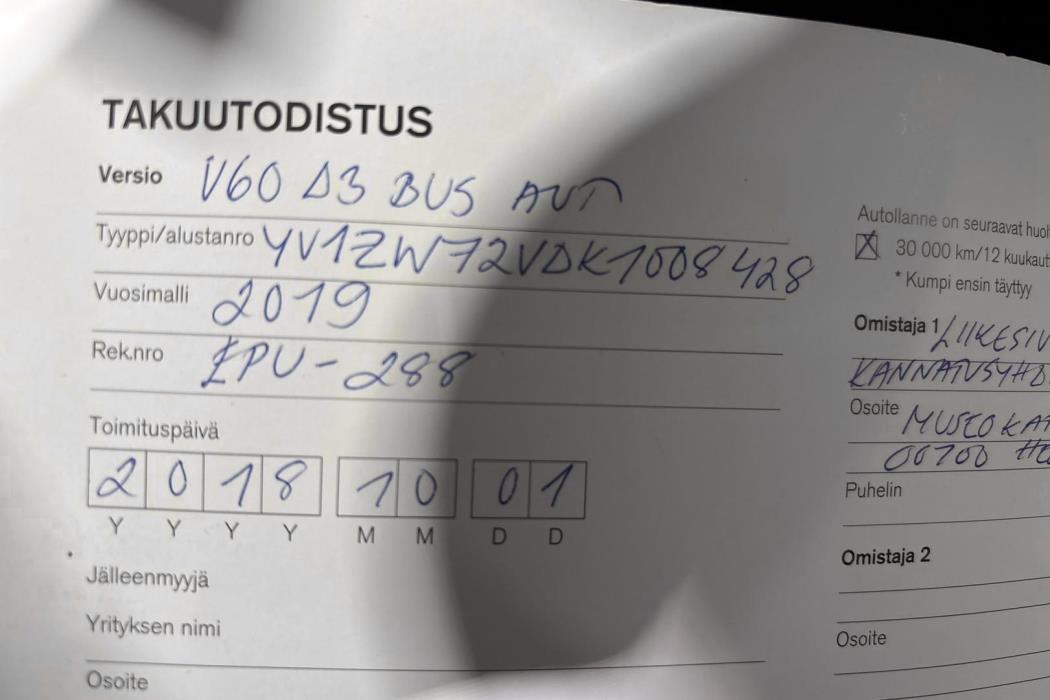 TAKUUTODISTUS
Versio V60 D3 BUS AUT
Tyyppi/alustanro YV1ZW72VDK1008428
Vuosimalli 2019
Rek.nro EPU-288
Toimituspäivä
2018 10 01
Y Y Y Y M M D D
Jälleenmyyjä
Yrityksen nimi
Osoite
Autollanne on seuraavat
☒ 30 000 km/12
* Kumpi ensin täyttyy
Omistaja 1
Osoite
00700
Puhelin
Omistaja 2
Osoite